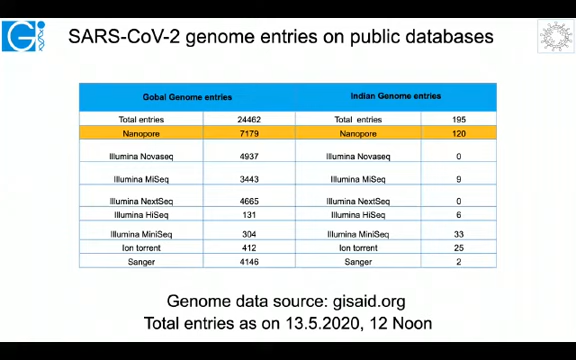 SARS-CoV-2 genome entries on public databases
Gobal Genome entries Indian Genome entries
Total entries 24462 Total entries 195
Nanopore 7179 Nanopore 120
Illumina Novaseq 4937 Illumina Novaseq 0
Illumina MiSeq 3443 Illumina MiSeq 9
Illumina NextSeq 4665 Illumina NextSeq 0
Illumina HiSeq 131 Illumina HiSeq 6
Illumina MiniSeq 304 Illumina MiniSeq 33
Ion torrent 412 Ion torrent 25
Sanger 4146 Sanger 2
Genome data source: gisaid.org
Total entries as on 13.5.2020, 12 Noon